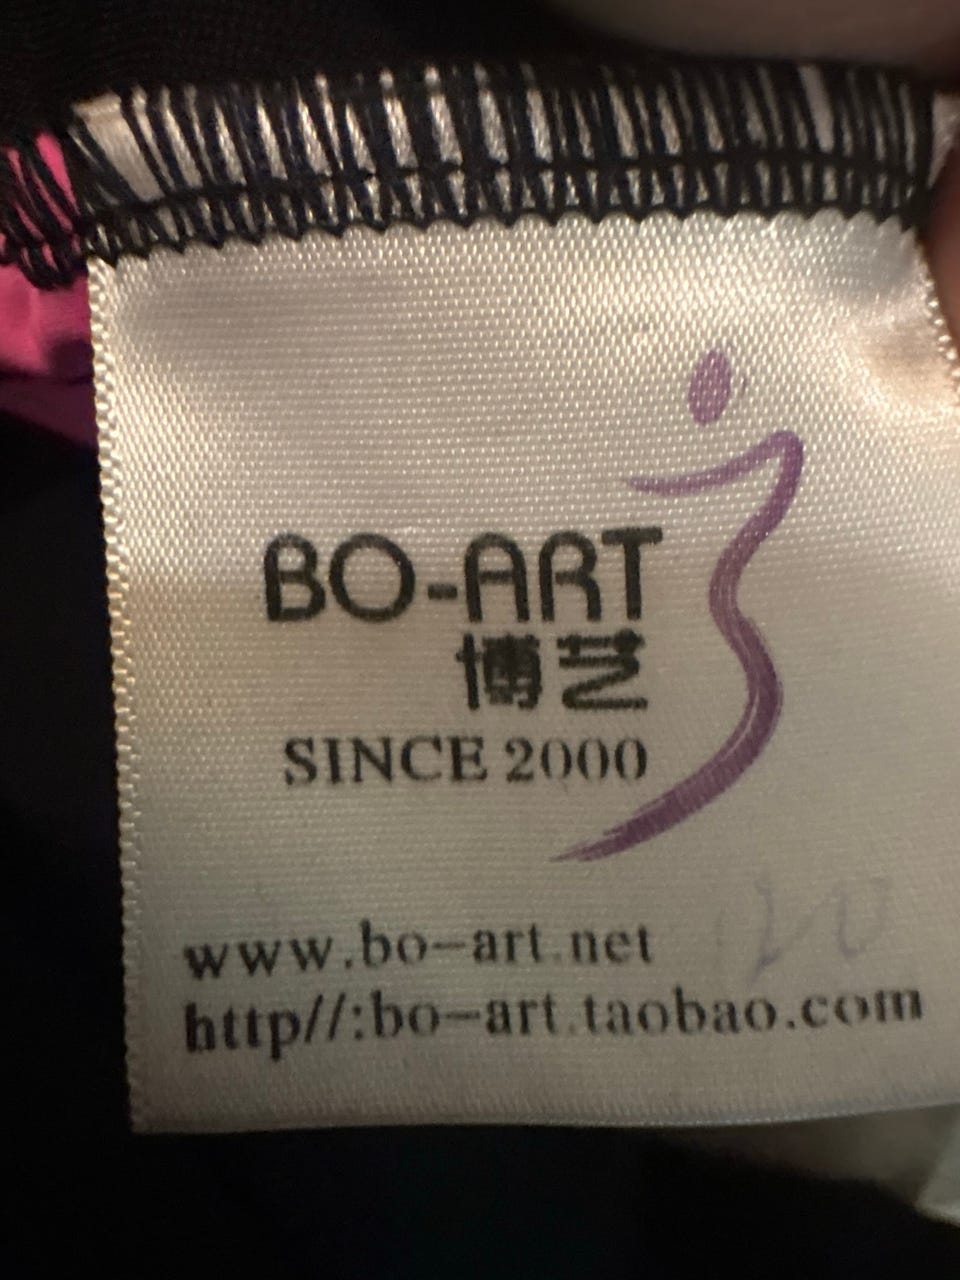 BO-ART
博艺
SINCE 2000
www.bo-art.net
http//:bo-art.taobao.com